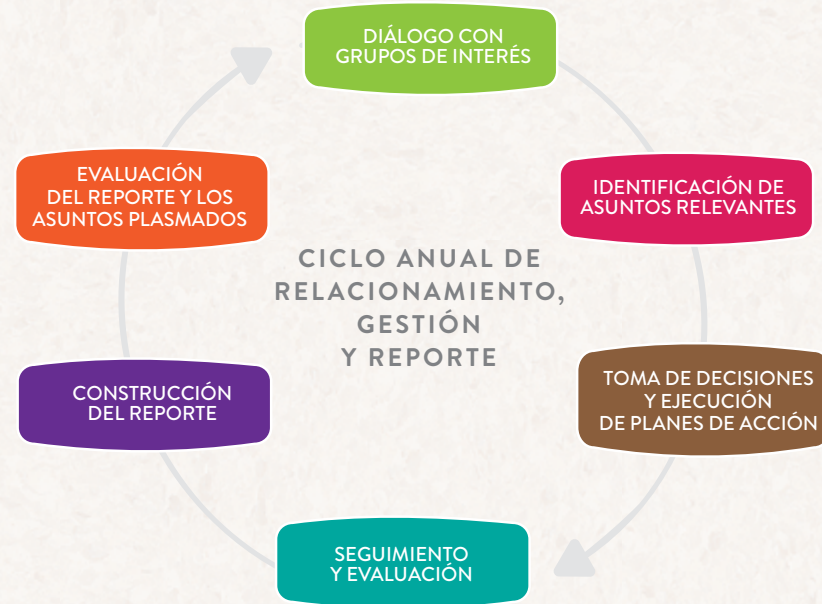 DIÁLOGO CON
GRUPOS DE INTERÉS
IDENTIFICACIÓN DE
ASUNTOS RELEVANTES
TOMA DE DECISIONES
Y EJECUCIÓN
DE PLANES DE ACCIÓN
SEGUIMIENTO
Y EVALUACIÓN
CONSTRUCCIÓN
DEL REPORTE
EVALUACIÓN
DEL REPORTE Y LOS
ASUNTOS PLASMADOS
CICLO ANUAL DE
RELACIONAMIENTO,
GESTIÓN
Y REPORTE